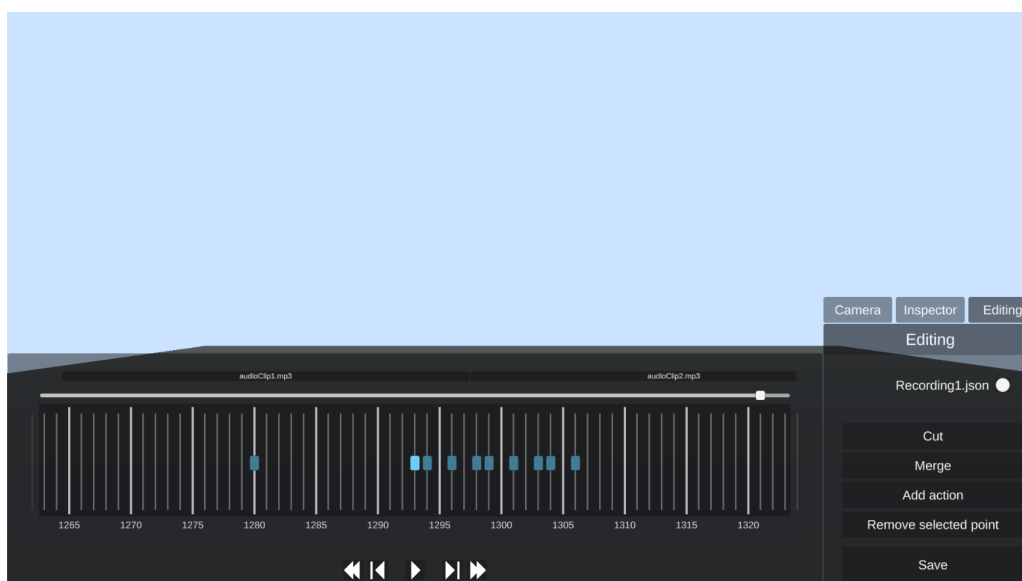 Camera Inspector Editing
Editing
audioClip1.mp3 audioClip2.mp3
Recording1.json
Cut
Merge
Add action
Remove selected point
Save
1265 1270 1275 1280 1285 1290 1295 1300 1305 1310 1315 1320